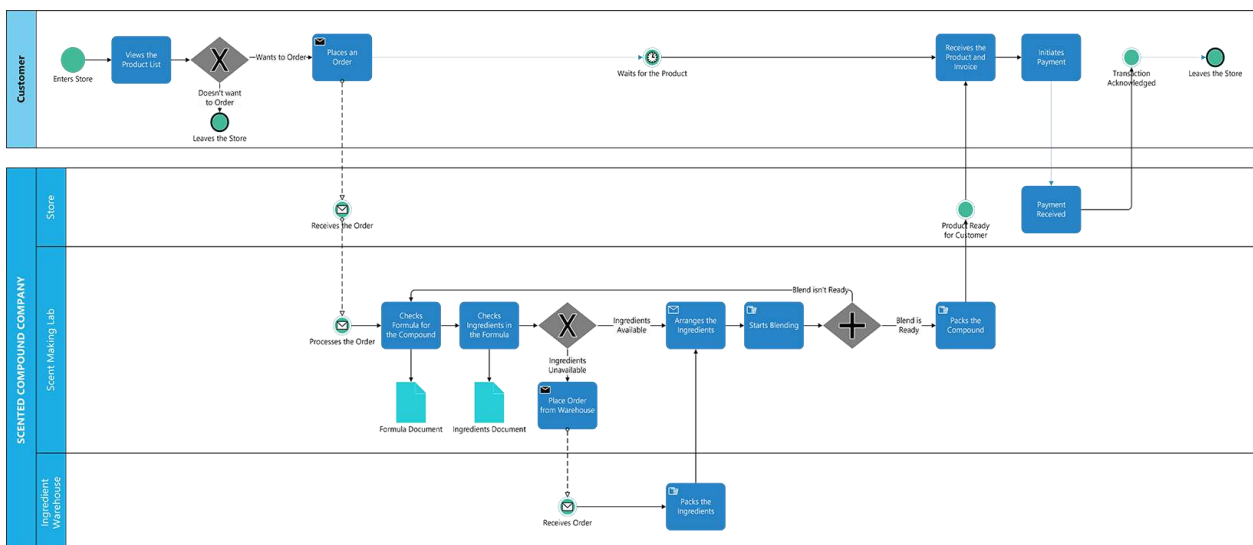 Customer
Enters Store
Views the
Product List
Wants to Order
Doesn't want
to Order
Leaves the Store
Places an
Order
Waits for the Product
Receives the
Product and
Invoice
Initiates
Payment
Transaction
Acknowledged
Leaves the Store
SCENTED COMPOUND COMPANY
Store
Receives the Order
Product Ready
for Customer
Payment
Received
Scent Making Lab
Processes the Order
Checks
Formula for
the Compound
Formula Document
Checks
Ingredients in
the Formula
Ingredients Document
Ingredients
Available
Ingredients
Unavailable
Place Order
from Warehouse
Arranges the
Ingredients
Starts Blending
Blend isn't Ready
Blend is
Ready
Packs the
Compound
Ingredient
Warehouse
Receives Order
Packs the
Ingredients